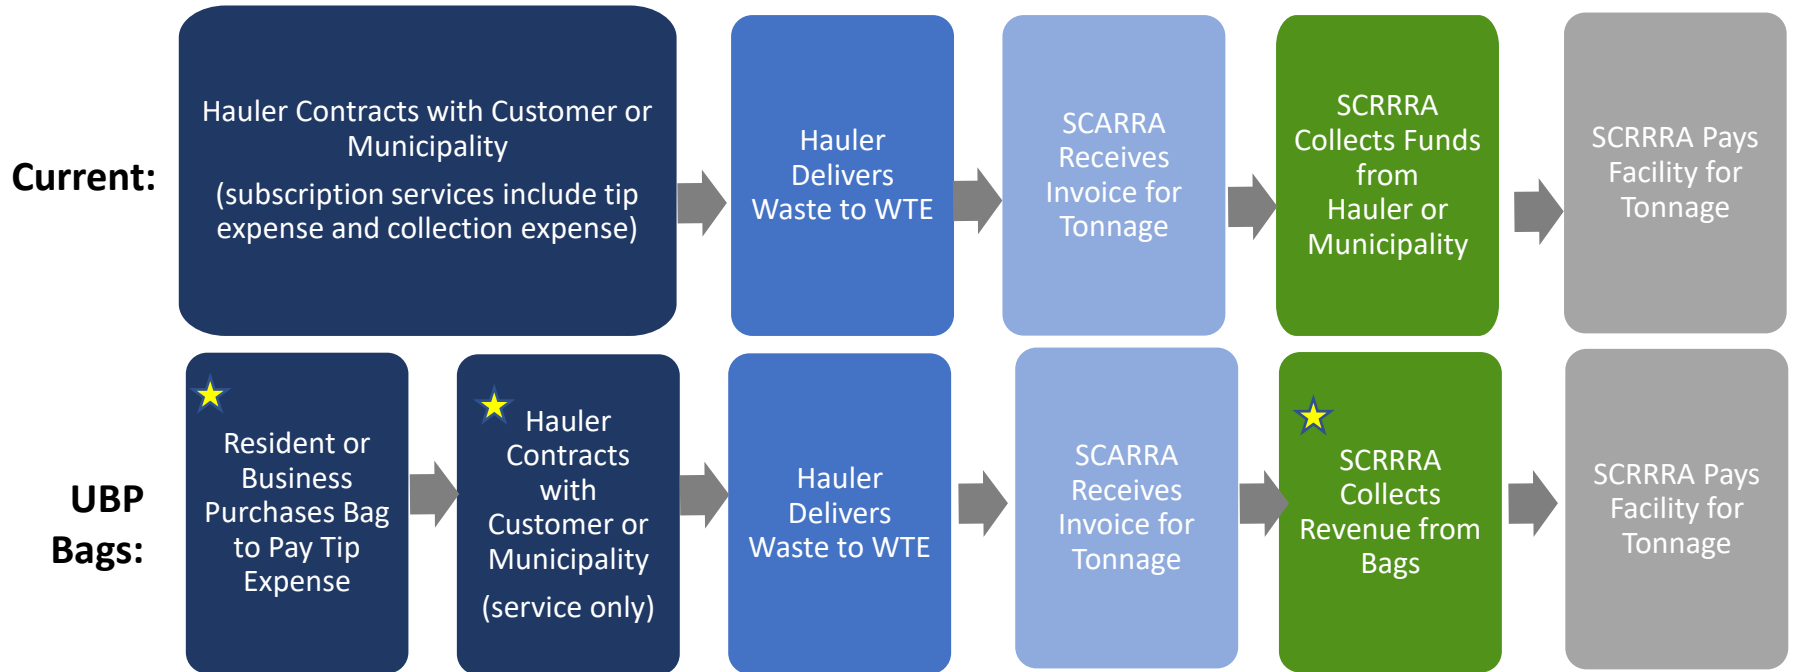 Current:
Hauler Contracts with Customer or
Municipality
(subscription services include tip
expense and collection expense)
Hauler
Delivers
Waste to WTE
SCARRA
Receives
Invoice for
Tonnage
SCRRRA
Collects Funds
from
Hauler or
Municipality
SCRRRA Pays
Facility for
Tonnage
UBP
Bags:
Resident or
Business
Purchases Bag
to Pay Tip
Expense
Hauler
Contracts
with
Customer or
Municipality
(service only)
Hauler
Delivers
Waste to WTE
SCARRA
Receives
Invoice for
Tonnage
SCRRRA
Collects
Revenue from
Bags
SCRRRA Pays
Facility for
Tonnage